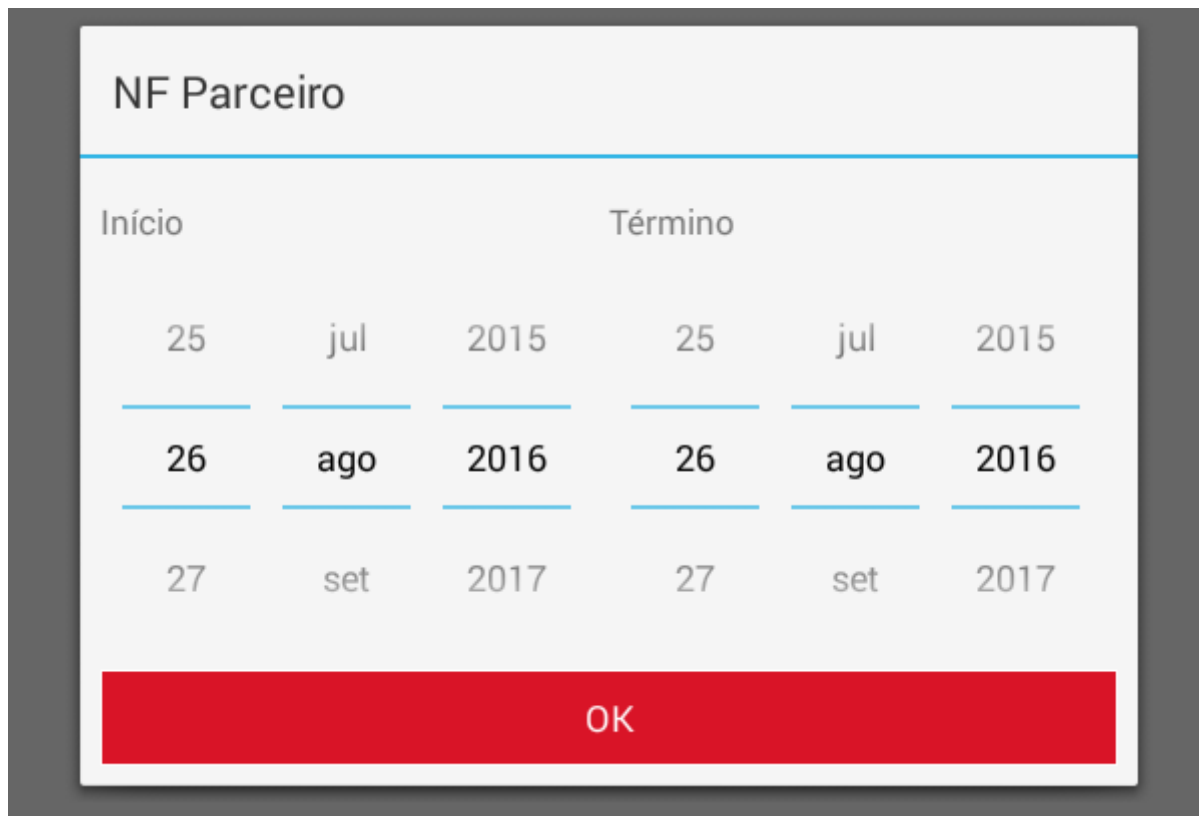 NF Parceiro
Início Término
25 jul 2015 25 jul 2015
26 ago 2016 26 ago 2016
27 set 2017 27 set 2017
OK